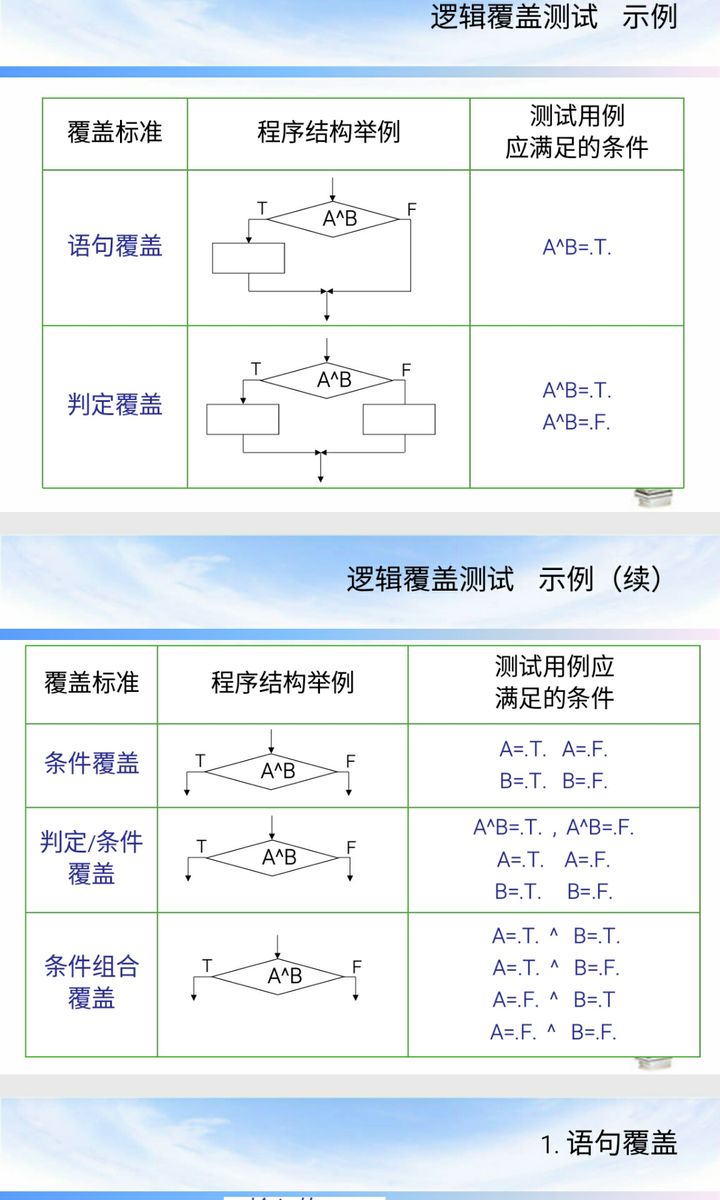 逻辑覆盖测试 示例
覆盖标准
程序结构举例
测试用例
应满足的条件
语句覆盖
T
A^B
F
A^B=.T.
判定覆盖
T
A^B
F
A^B=.T.
A^B=.F.
逻辑覆盖测试 示例（续）
覆盖标准
程序结构举例
测试用例应
满足的条件
条件覆盖
T
A^B
F
A=.T. A=.F.
B=.T. B=.F.
判定/条件
覆盖
T
A^B
F
A^B=.T. , A^B=.F.
A=.T. A=.F.
B=.T. B=.F.
条件组合
覆盖
T
A^B
F
A=.T. ^ B=.T.
A=.T. ^ B=.F.
A=.F. ^ B=.T
A=.F. ^ B=.F.
1. 语句覆盖